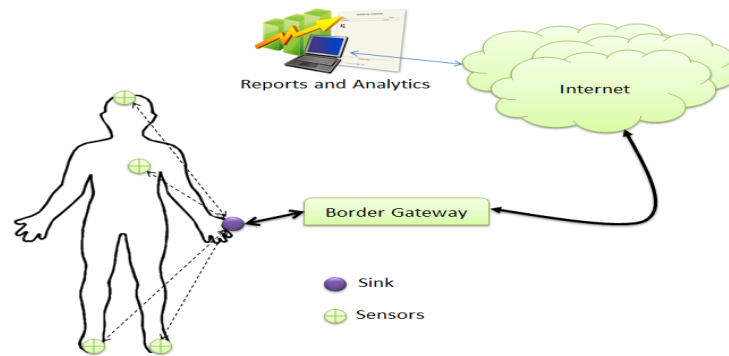 Reports and Analytics
Internet
Border Gateway
Sink
Sensors